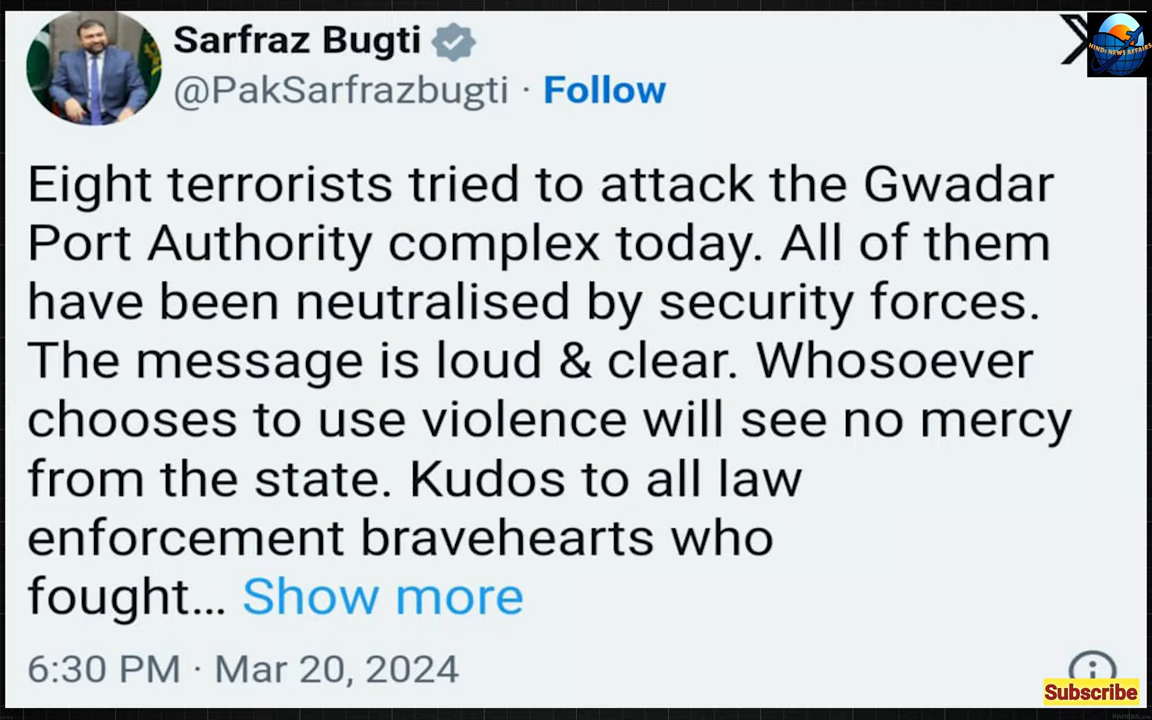 Sarfraz Bugti
@PakSarfrazbugti · Follow
HINDI NEWS AFFAIRS
Eight terrorists tried to attack the Gwadar
Port Authority complex today. All of them
have been neutralised by security forces.
The message is loud & clear. Whosoever
chooses to use violence will see no mercy
from the state. Kudos to all law
enforcement bravehearts who
fought... Show more
6:30 PM · Mar 20, 2024
Subscribe